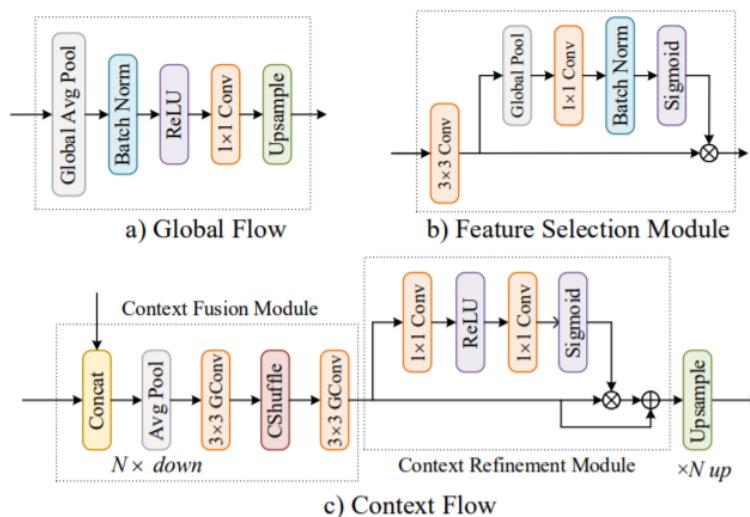 Global Avg Pool
Batch Norm
ReLU
1×1 Conv
Upsample
a) Global Flow
3×3 Conv
Global Pool
1×1 Conv
Batch Norm
Sigmoid
b) Feature Selection Module
Context Fusion Module
Concat
Avg Pool
3×3 GConv
CShuffle
3×3 GConv
N× down
1×1 Conv
ReLU
1×1 Conv
Sigmoid
Context Refinement Module
Upsample
×N up
c) Context Flow